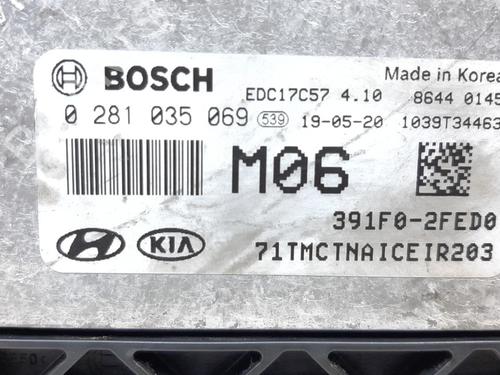 BOSCH
EDC17C57 4.10
Made in Korea
8644 0145
0 281 035 069 539 19-05-20 1039T34463
M06
391F0-2FED0
KIA
71TMCTNAICEIR203